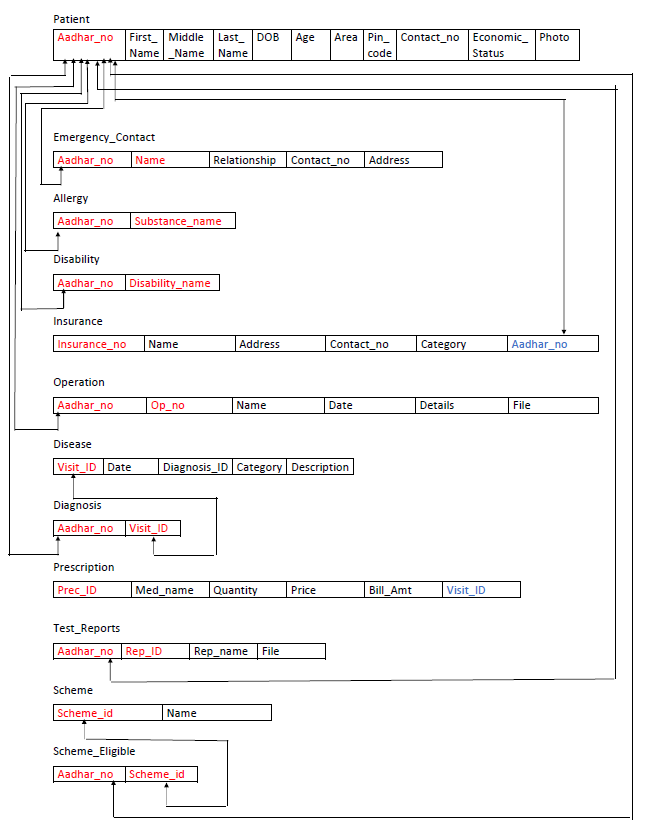 Patient
Aadhar_no First_ Name Middle _Name Last_ Name DOB Age Area Pin_ code Contact_no Economic_ Status Photo
Emergency_Contact
Aadhar_no Name Relationship Contact_no Address
Allergy
Aadhar_no Substance_name
Disability
Aadhar_no Disability_name
Insurance
Insurance_no Name Address Contact_no Category Aadhar_no
Operation
Aadhar_no Op_no Name Date Details File
Disease
Visit_ID Date Diagnosis_ID Category Description
Diagnosis
Aadhar_no Visit_ID
Prescription
Prec_ID Med_name Quantity Price Bill_Amt Visit_ID
Test_Reports
Aadhar_no Rep_ID Rep_name File
Scheme
Scheme_id Name
Scheme_Eligible
Aadhar_no Scheme_id